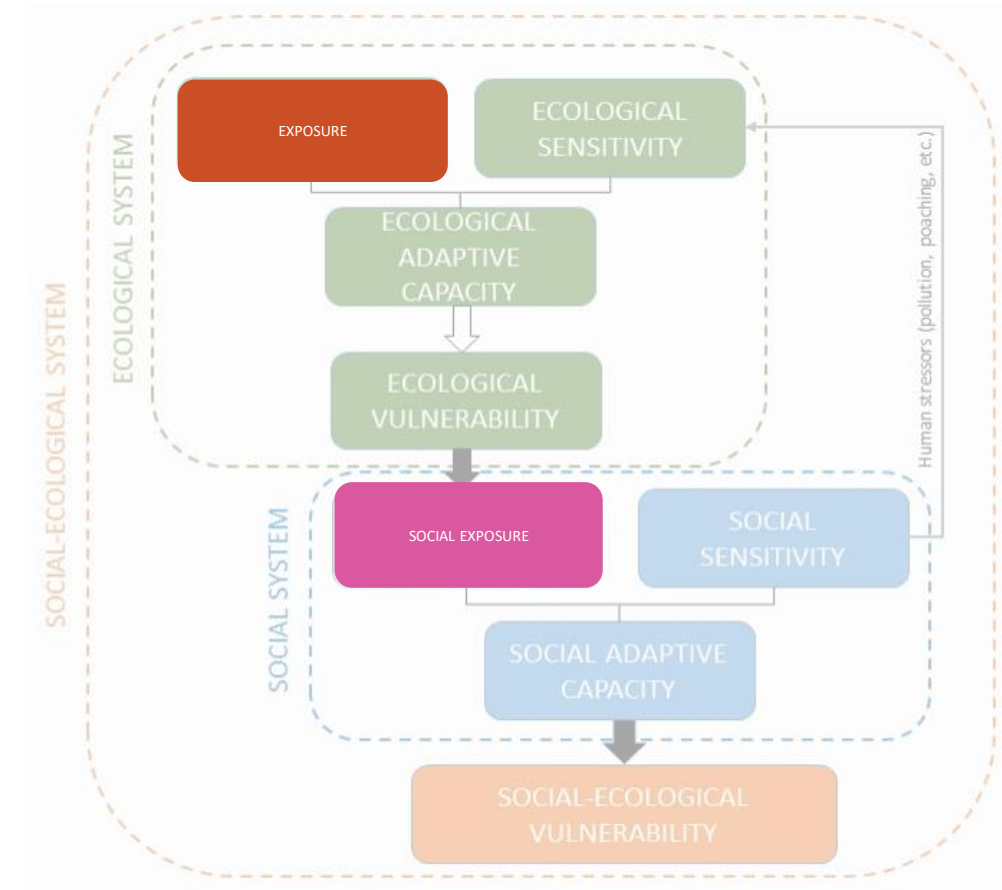 SOCIAL-ECOLOGICAL SYSTEM
ECOLOGICAL SYSTEM
EXPOSURE
ECOLOGICAL
SENSITIVITY
Human stressors (pollution, poaching, etc.)
ECOLOGICAL
ADAPTIVE
CAPACITY
ECOLOGICAL
VULNERABILITY
SOCIAL SYSTEM
SOCIAL EXPOSURE
SOCIAL
SENSITIVITY
SOCIAL ADAPTIVE
CAPACITY
SOCIAL-ECOLOGICAL
VULNERABILITY